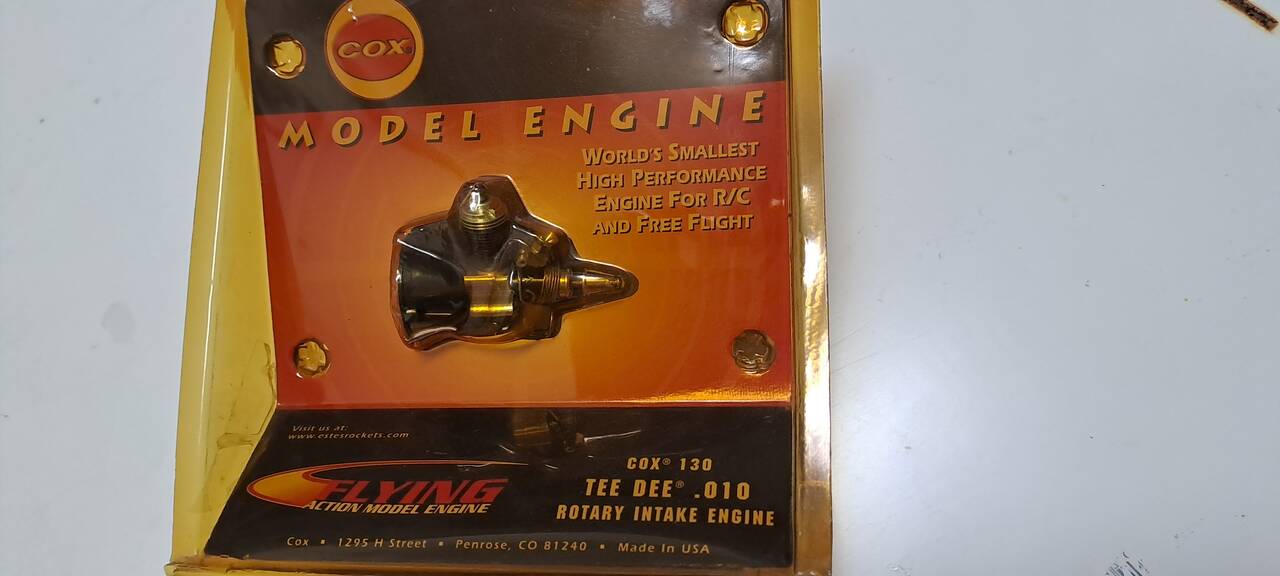 COX
MODEL ENGINE
WORLD'S SMALLEST
HIGH PERFORMANCE
ENGINE FOR R/C
AND FREE FLIGHT
Visit us at:
www.estesrockets.com
FLYING
ACTION MODEL ENGINE
COX® 130
TEE DEE® .010
ROTARY INTAKE ENGINE
Cox ▪ 1295 H Street ▪ Penrose, CO 81240 ▪ Made In USA